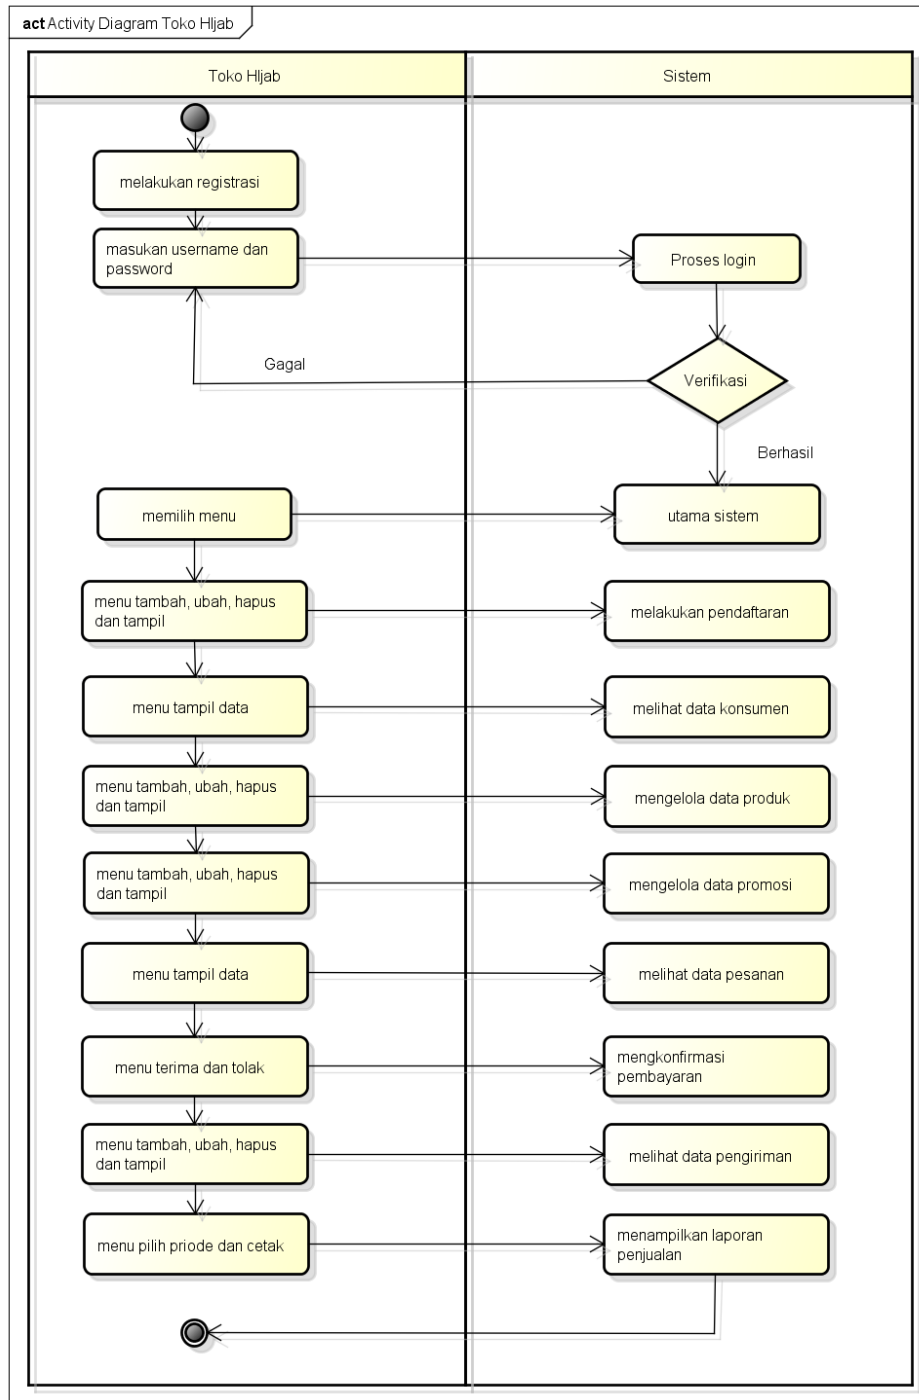 act Activity Diagram Toko HIjab
Toko HIjab
Sistem
melakukan registrasi
masukan username dan
password
Proses login
Gagal
Verifikasi
Berhasil
memilih menu
utama sistem
menu tambah, ubah, hapus
dan tampil
melakukan pendaftaran
menu tampil data
melihat data konsumen
menu tambah, ubah, hapus
dan tampil
mengelola data produk
menu tambah, ubah, hapus
dan tampil
mengelola data promosi
menu tampil data
melihat data pesanan
menu terima dan tolak
mengkonfirmasi
pembayaran
menu tambah, ubah, hapus
dan tampil
melihat data pengiriman
menu pilih priode dan cetak
menampilkan laporan
penjualan